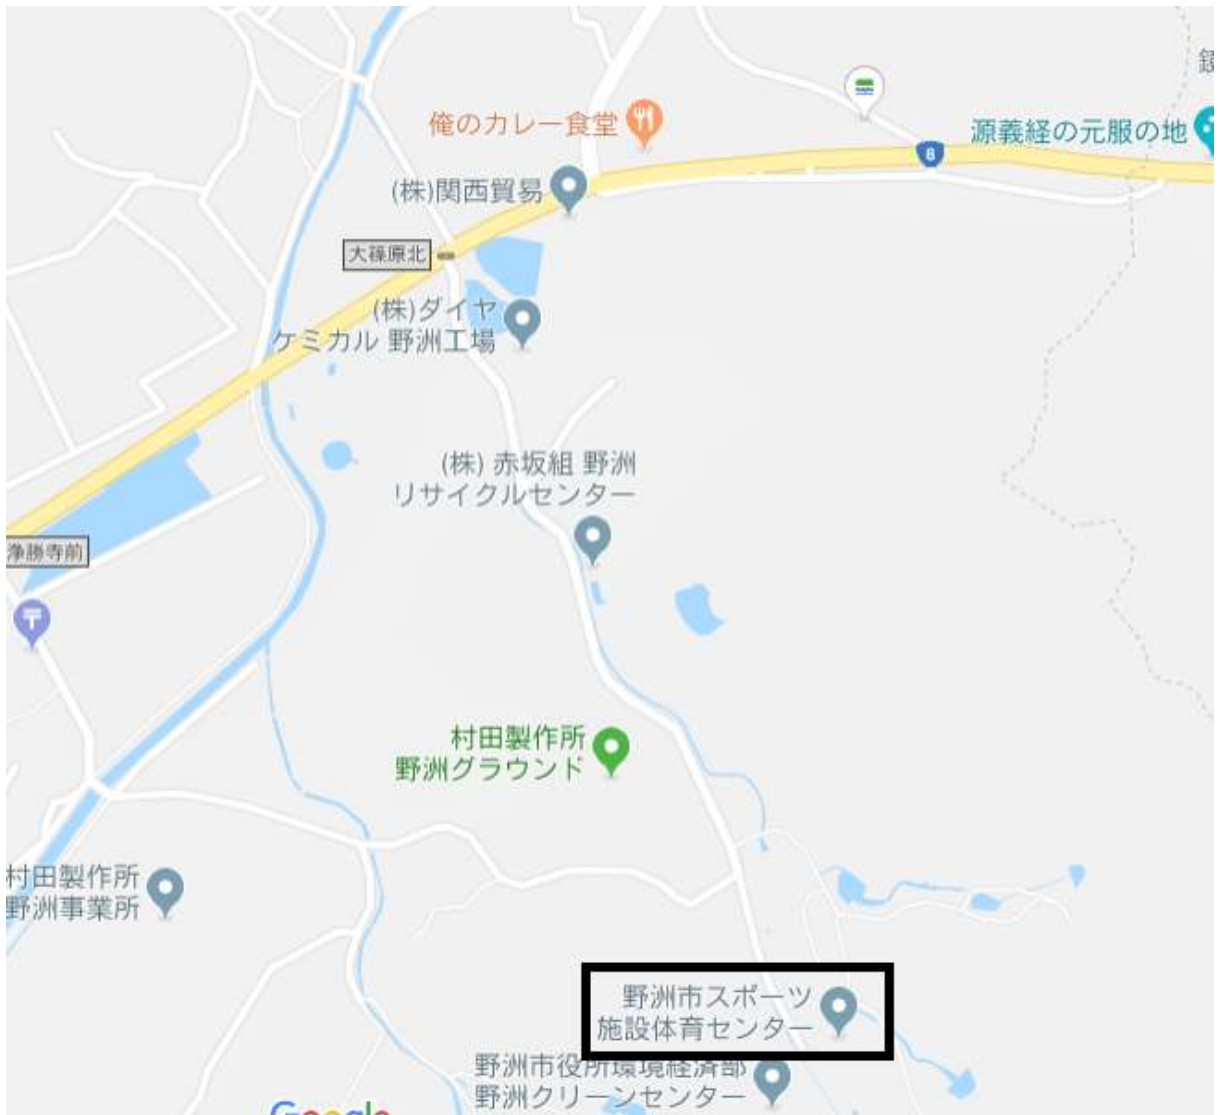 鏡
俺のカレー食堂
源義経の元服の地
8
(株)関西貿易
大篠原北
(株)ダイヤ
ケミカル 野洲工場
(株) 赤坂組 野洲
リサイクルセンター
浄勝寺前
〒
村田製作所
野洲グラウンド
村田製作所
野洲事業所
野洲市スポーツ
施設体育センター
野洲市役所環境経済部
野洲クリーンセンター
Google